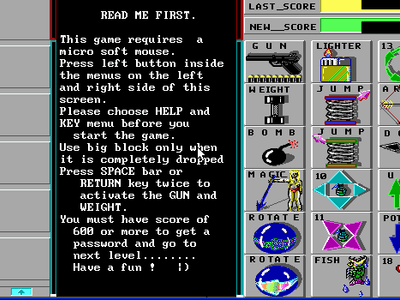 READ ME FIRST.
This game requires  a
micro soft mouse.
Press left button inside
the menus on the left
and right side of this
screen.
Please choose HELP and
KEY menu before you
start the game.
Use big block only when
it is completely dropped
Press SPACE bar or
RETURN key twice to
activate the GUN and
WEIGHT.
You must have score of
600 or more to get a
password and go to
next level........
Have a fun !   |)
LAST_SCORE
NEW__SCORE
GUN
LIGHTER
13
WEIGHT
JUMP
BOMB
JUMP
MAGIC
10
ROTATE
11
ROTATE
FISH
18